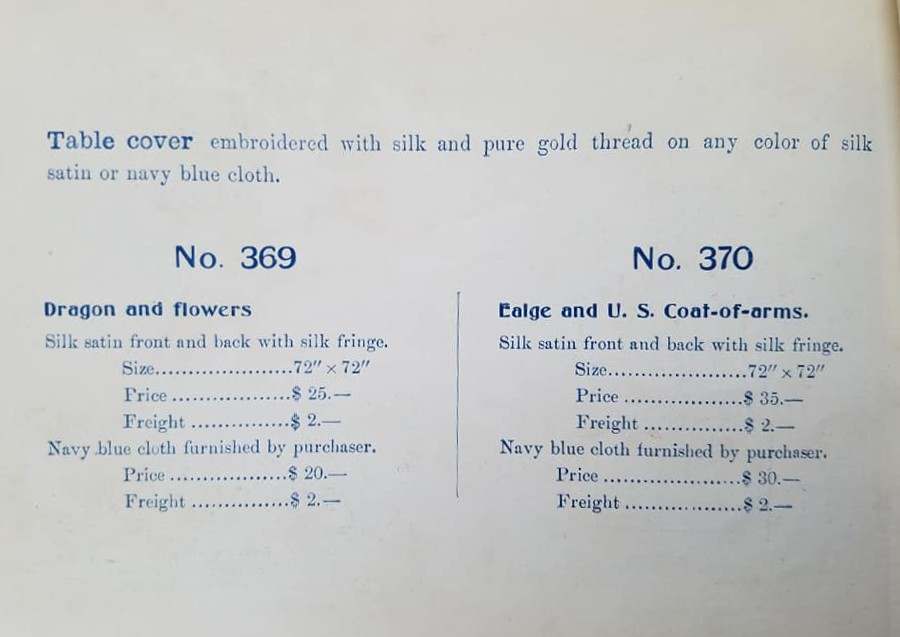 Table cover embroidered with silk and pure gold thread on any color of silk
satin or navy blue cloth.
No. 369
Dragon and flowers
Silk satin front and back with silk fringe.
Size.....................72″ x 72″
Price ..................$ 25.—
Freight ...............$ 2.—
Navy blue cloth furnished by purchaser.
Price ..................$ 20.—
Freight ...............$ 2.—
No. 370
Ealge and U. S. Coat-of-arms.
Silk satin front and back with silk fringe.
Size.....................72″ x 72″
Price ..................$ 35.—
Freight ...............$ 2.—
Navy blue cloth furnished by purchaser.
Price .....................$ 30.—
Freight ..................$ 2.—